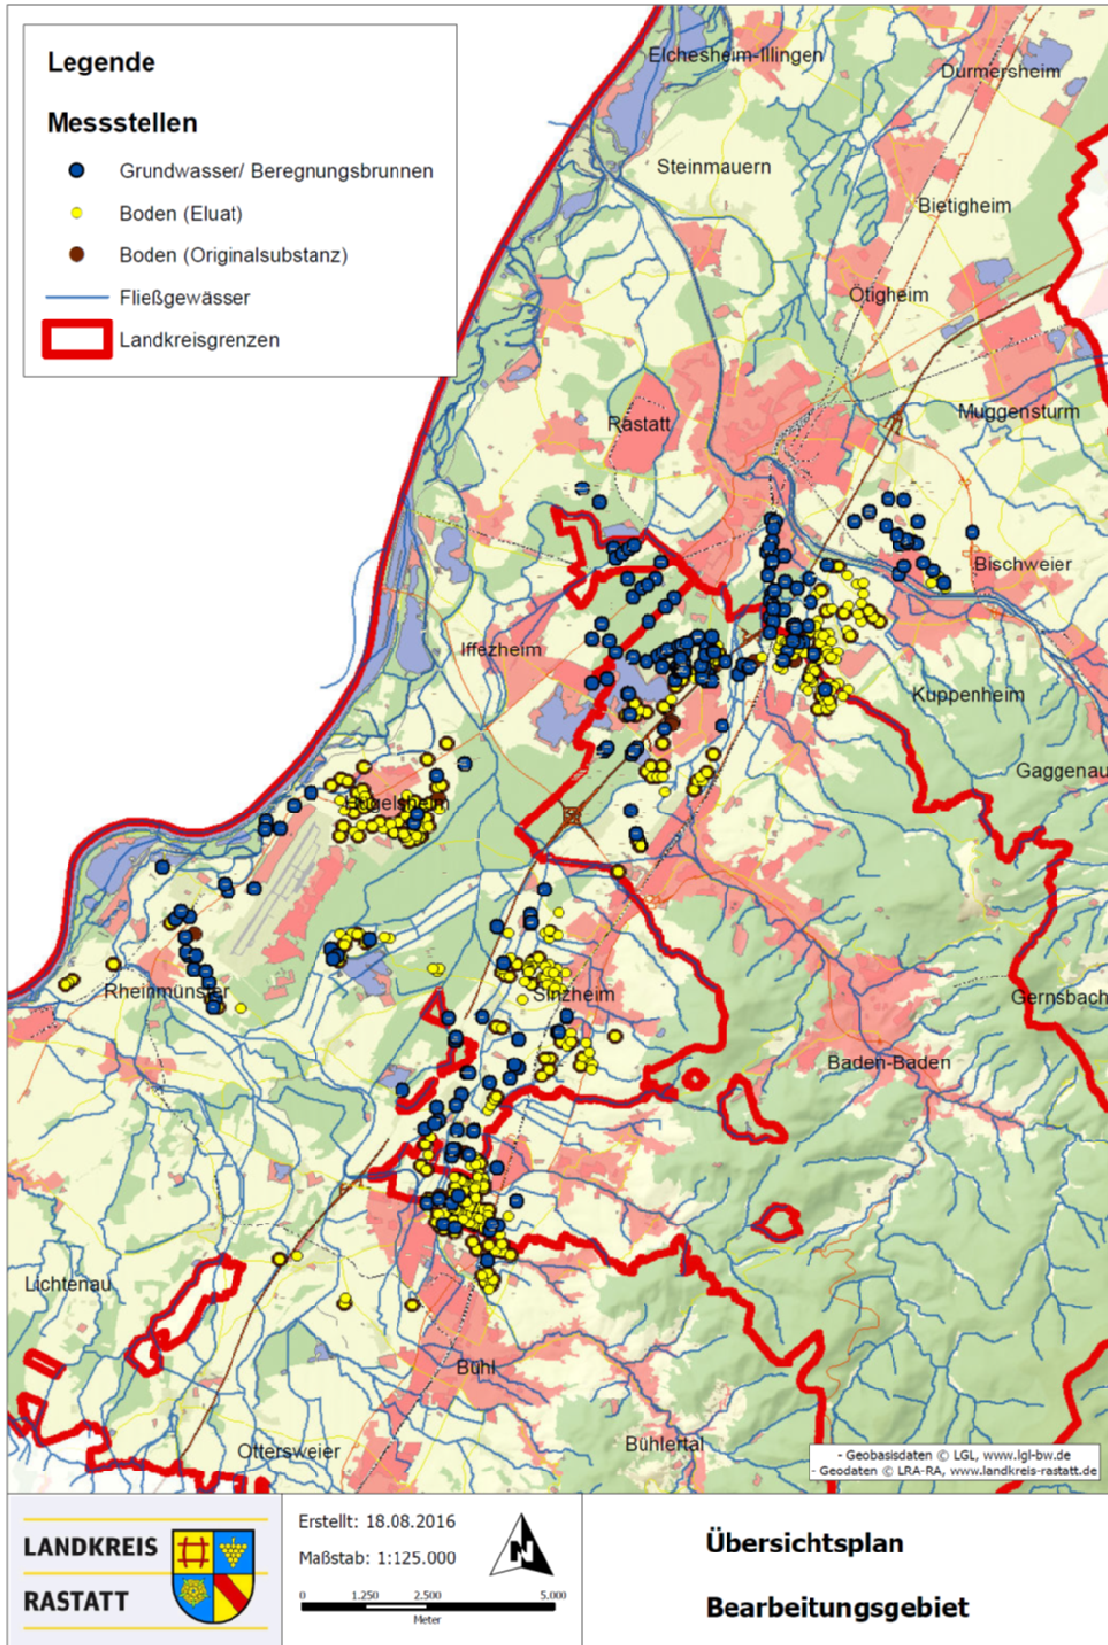 Legende
Messstellen
Grundwasser/ Beregnungsbrunnen
Boden (Eluat)
Boden (Originalsubstanz)
Fließgewässer
Landkreisgrenzen
Elchesheim-Illingen
Durmersheim
Steinmauern
Bietigheim
Ötigheim
Muggensturm
Rastatt
Bischweier
Iffezheim
Kuppenheim
Gaggenau
Hügelsheim
Rheinmünster
Sinzheim
Gernsbach
Baden-Baden
Lichtenau
Bühl
Ottersweier
Bühlertal
- Geobasisdaten © LGL, www.lgl-bw.de
- Geodaten © LRA-RA, www.landkreis-rastatt.de
LANDKREIS
RASTATT
Erstellt: 18.08.2016
Maßstab: 1:125.000
N
0 1.250 2.500 5.000
Meter
Übersichtsplan
Bearbeitungsgebiet